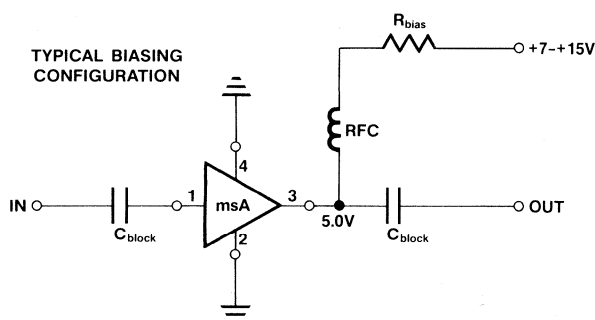 TYPICAL BIASING
CONFIGURATION
Rbias
+7-+15V
RFC
4
IN
1
msA
3
5.0V
OUT
Cblock
2
Cblock